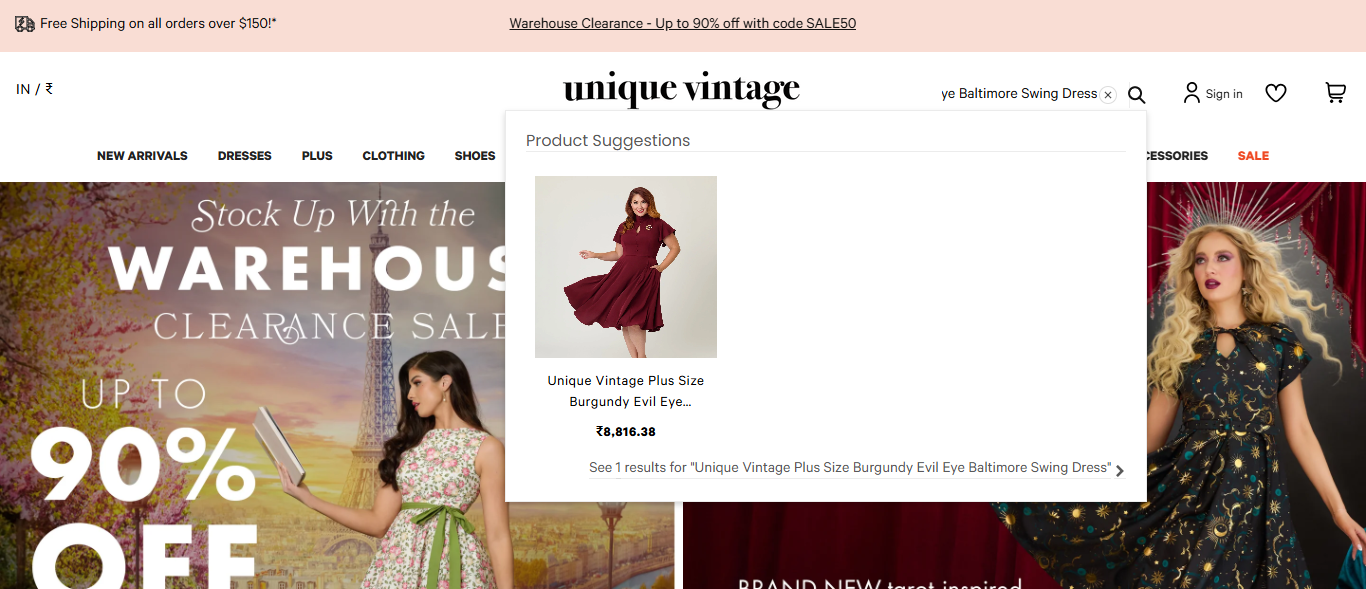 Free Shipping on all orders over $150!*
Warehouse Clearance - Up to 90% off with code SALE50
IN / ₹
unique vintage
ye Baltimore Swing Dress
Sign in
NEW ARRIVALS
DRESSES
PLUS
CLOTHING
SHOES
CESSORIES
SALE
Product Suggestions
Unique Vintage Plus Size
Burgundy Evil Eye...
₹8,816.38
See 1 results for "Unique Vintage Plus Size Burgundy Evil Eye Baltimore Swing Dress"
Stock Up With the
WAREHOUS
CLEARANCE SALE
UP TO
90%
OFF
BRAND NEW tarot-inspired